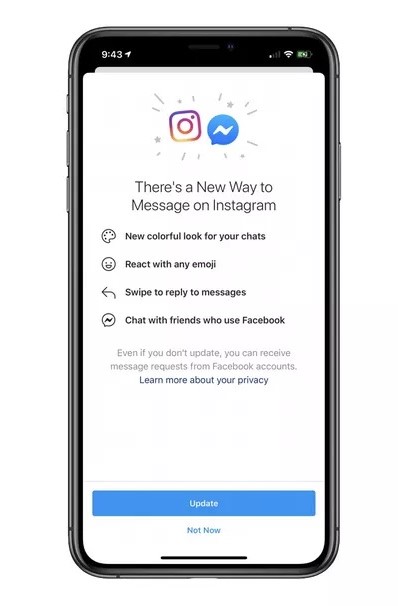 9:43
There's a New Way to
Message on Instagram
New colorful look for your chats
React with any emoji
Swipe to reply to messages
Chat with friends who use Facebook
Even if you don't update, you can receive
message requests from Facebook accounts.
Learn more about your privacy
Update
Not Now